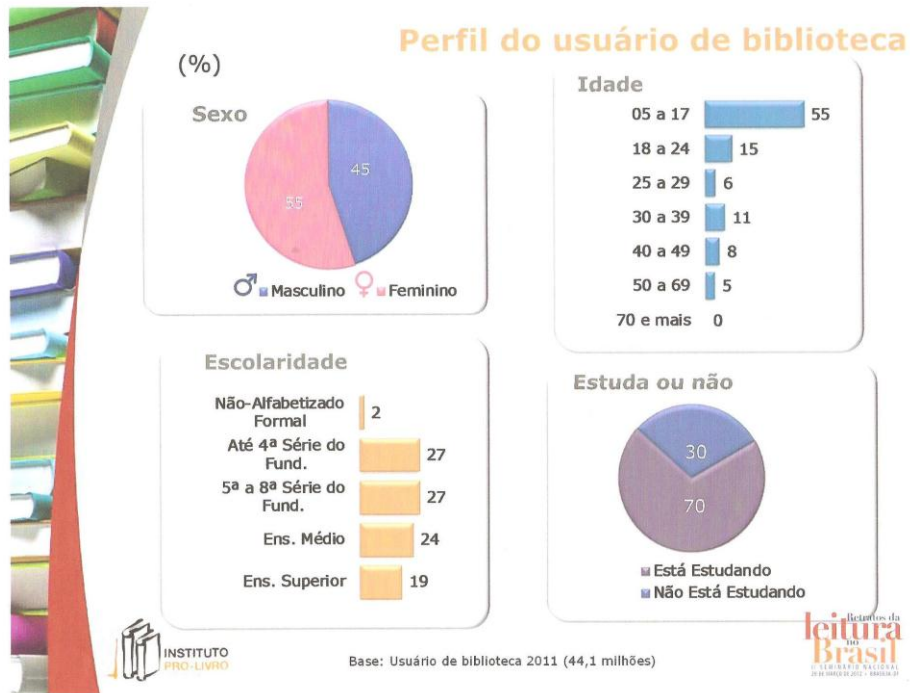 Perfil do usuário de biblioteca
(%)
Sexo
45
55
Masculino Feminino
Idade
05 a 17 55
18 a 24 15
25 a 29 6
30 a 39 11
40 a 49 8
50 a 69 5
70 e mais 0
Escolaridade
Não-Alfabetizado
Formal
2
Até 4ª Série do
Fund.
27
5ª a 8ª Série do
Fund.
27
Ens. Médio 24
Ens. Superior 19
Estuda ou não
30
70
Está Estudando
Não Está Estudando
INSTITUTO
PRO-LIVRO
Base: Usuário de biblioteca 2011 (44,1 milhões)
Retratos da
leitura
no
Brasil
II SEMINÁRIO NACIONAL